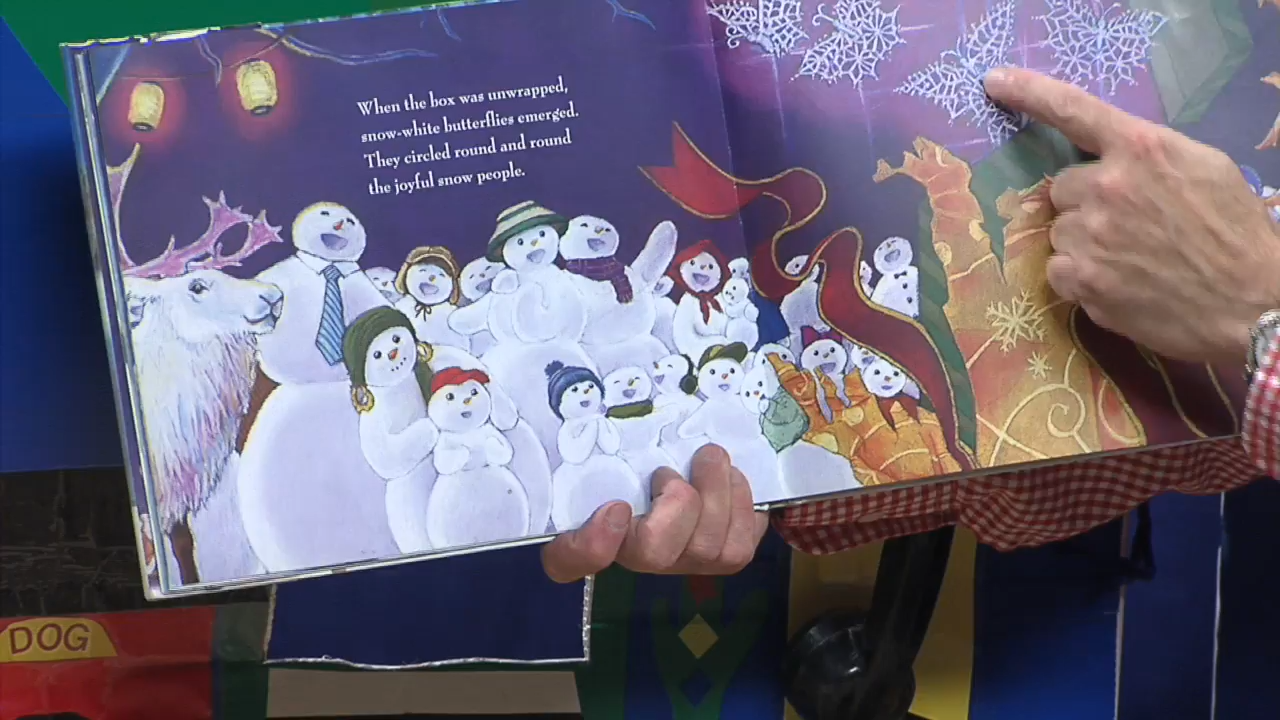 When the box was unwrapped,
snow-white butterflies emerged.
They circled round and round
the joyful snow people.
DOG